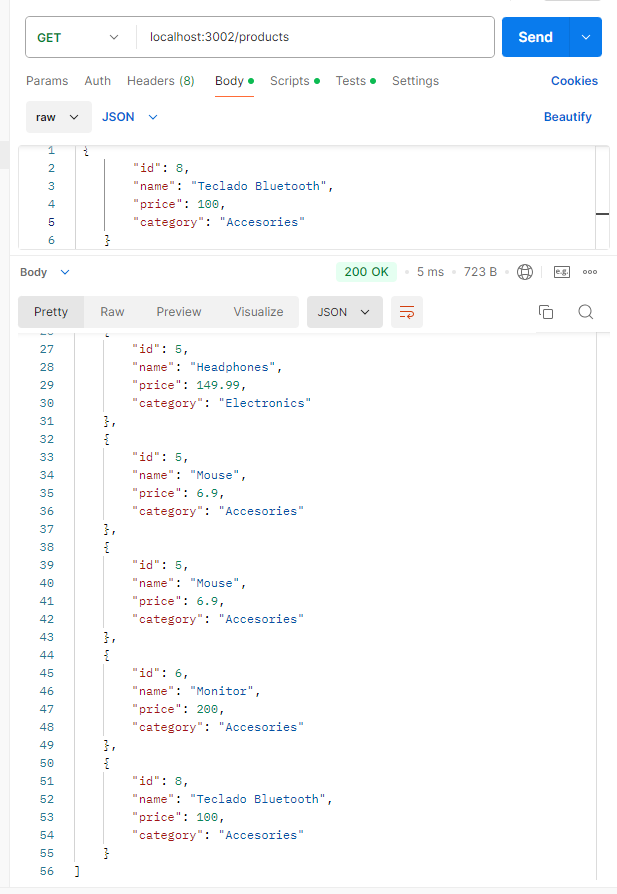 GET localhost:3002/products Send
Params Auth Headers (8) Body Scripts Tests Settings Cookies
raw JSON Beautify
1 {
2 "id": 8,
3 "name": "Teclado Bluetooth",
4 "price": 100,
5 "category": "Accesories"
6 }
Body 200 OK 5 ms 723 B e.g.
Pretty Raw Preview Visualize JSON
27 "id": 5,
28 "name": "Headphones",
29 "price": 149.99,
30 "category": "Electronics"
31 },
32 {
33 "id": 5,
34 "name": "Mouse",
35 "price": 6.9,
36 "category": "Accesories"
37 },
38 {
39 "id": 5,
40 "name": "Mouse",
41 "price": 6.9,
42 "category": "Accesories"
43 },
44 {
45 "id": 6,
46 "name": "Monitor",
47 "price": 200,
48 "category": "Accesories"
49 },
50 {
51 "id": 8,
52 "name": "Teclado Bluetooth",
53 "price": 100,
54 "category": "Accesories"
55 }
56 ]